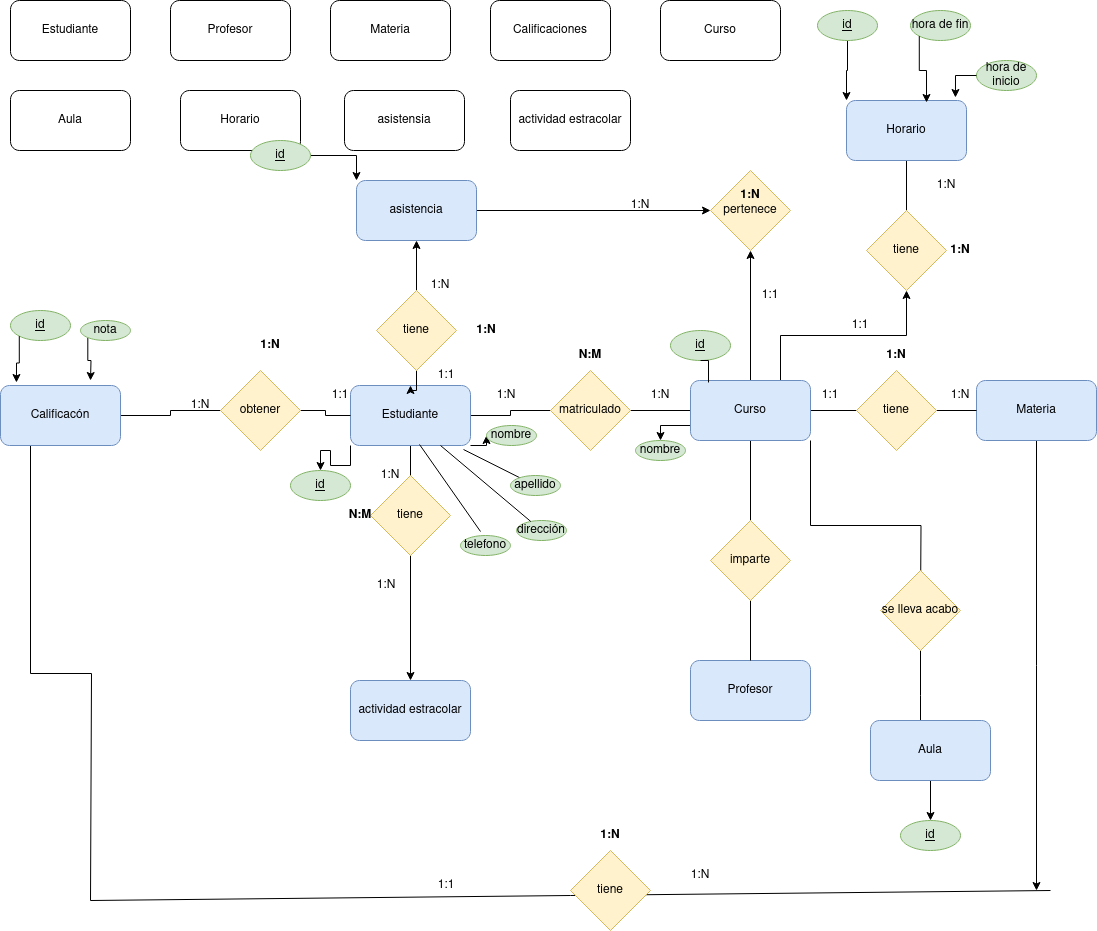 Estudiante
Profesor
Materia
Calificaciones
Curso
id
hora de fin
hora de
inicio
Aula
Horario
asistensia
actividad estracolar
Horario
id
asistencia
1:N
1:N
pertenece
1:N
tiene
1:N
1:N
1:1
id
nota
tiene
1:N
1:1
1:N
id
N:M
1:N
1:1
Calificacón
1:N
obtener
1:1
Estudiante
1:N
matriculado
1:N
Curso
1:1
tiene
1:N
Materia
nombre
nombre
1:N
id
apellido
N:M
tiene
dirección
telefono
imparte
1:N
se lleva acabo
Profesor
actividad estracolar
Aula
id
1:N
1:1
tiene
1:N